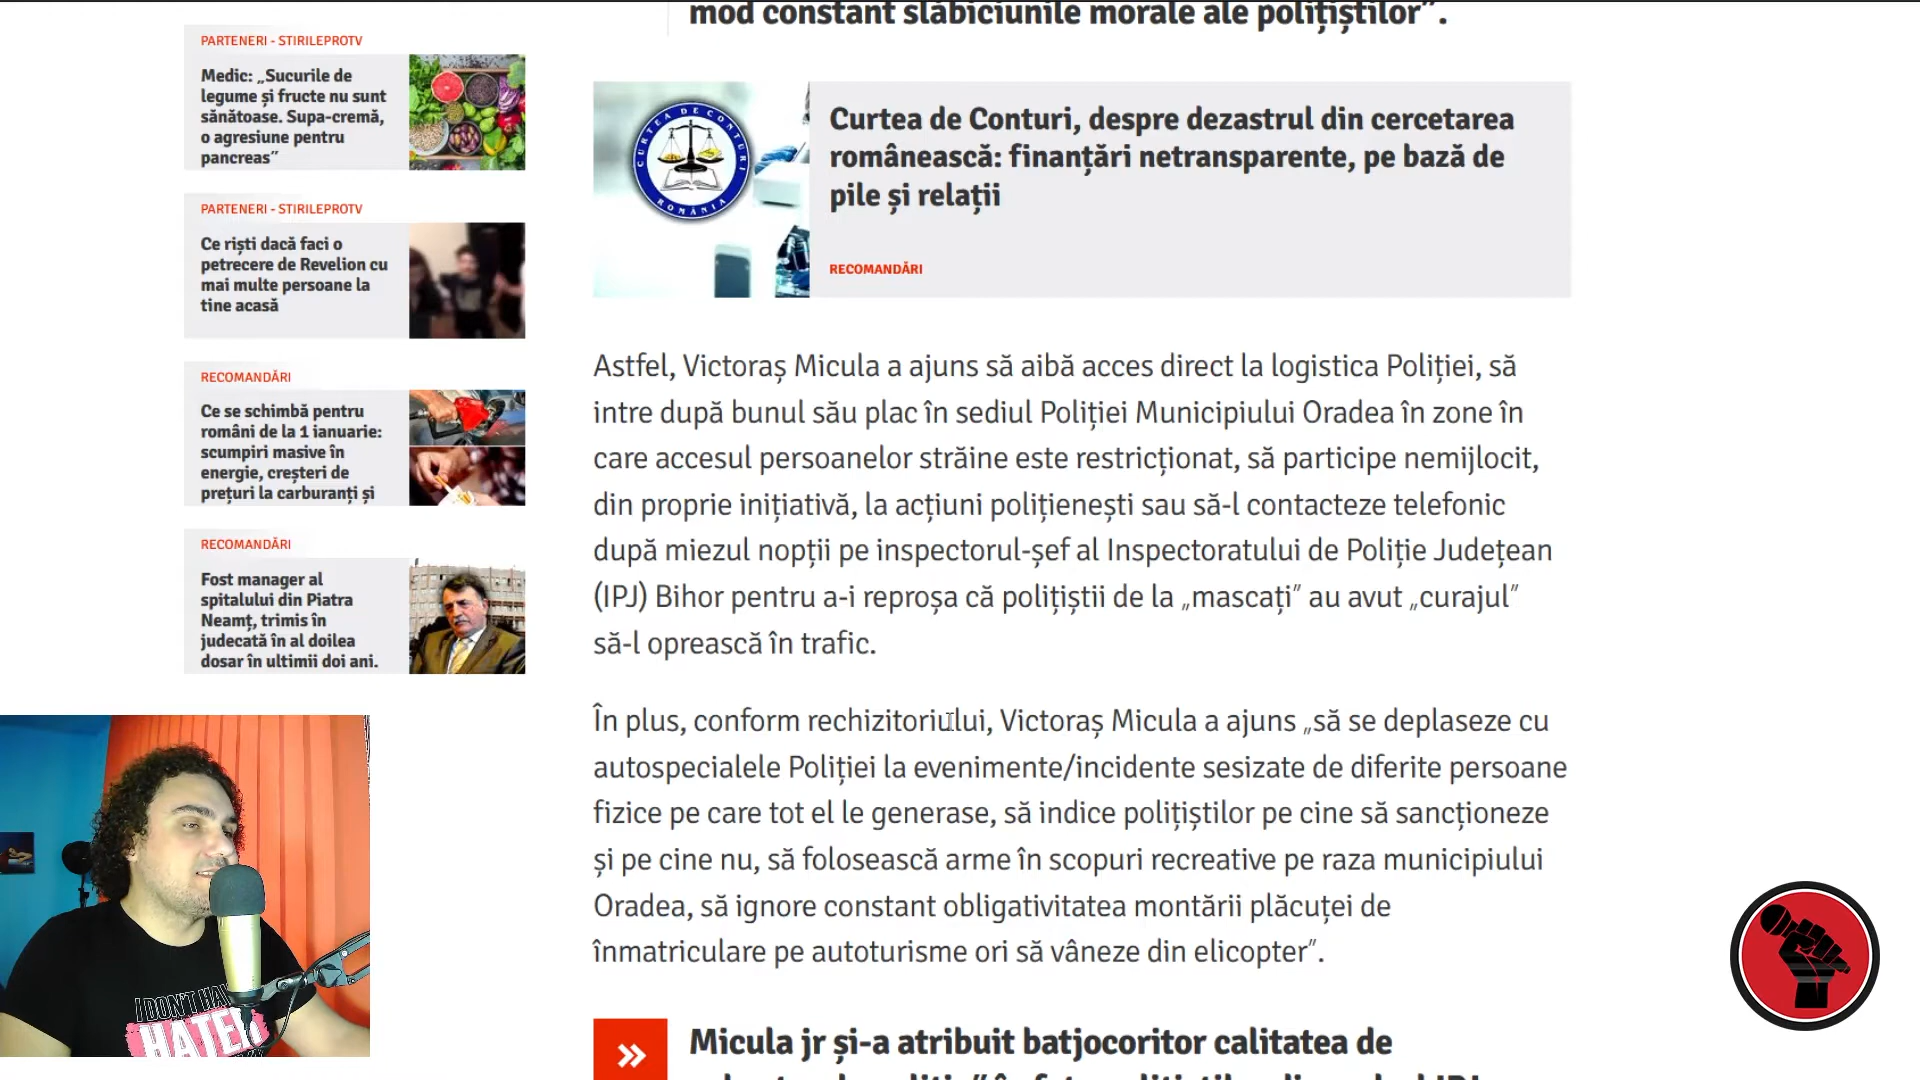 mod constant slăbiciunile morale ale polițiștilor”.
PARTENERI - STIRILEPROTV
Medic: „Sucurile de
legume și fructe nu sunt
sănătoase. Supa-cremă,
o agresiune pentru
pancreas”
PARTENERI - STIRILEPROTV
Ce riști dacă faci o
petrecere de Revelion cu
mai multe persoane la
tine acasă
RECOMANDĂRI
Ce se schimbă pentru
români de la 1 ianuarie:
scumpiri masive în
energie, creșteri de
prețuri la carburanți și
RECOMANDĂRI
Fost manager al
spitalului din Piatra
Neamț, trimis în
judecată în al doilea
dosar în ultimii doi ani.
CURTEA DE CONTURI
ROMÂNIA
Curtea de Conturi, despre dezastrul din cercetarea
românească: finanțări netransparente, pe bază de
pile și relații
RECOMANDĂRI
Astfel, Victoraș Micula a ajuns să aibă acces direct la logistica Poliției, să
intre după bunul său plac în sediul Poliției Municipiului Oradea în zone în
care accesul persoanelor străine este restricționat, să participe nemijlocit,
din proprie inițiativă, la acțiuni polițienești sau să-l contacteze telefonic
după miezul nopții pe inspectorul-șef al Inspectoratului de Poliție Județean
(IPJ) Bihor pentru a-i reproșa că polițiștii de la „mascați” au avut „curajul”
să-l oprească în trafic.
În plus, conform rechizitoriului, Victoraș Micula a ajuns „să se deplaseze cu
autospecialele Poliției la evenimente/incidente sesizate de diferite persoane
fizice pe care tot el le generase, să indice polițiștilor pe cine să sancționeze
și pe cine nu, să folosească arme în scopuri recreative pe raza municipiului
Oradea, să ignore constant obligativitatea montării plăcuței de
înmatriculare pe autoturisme ori să vâneze din elicopter”.
Micula jr și-a atribuit batjocoritor calitatea de
I DON'T HAV
HATER